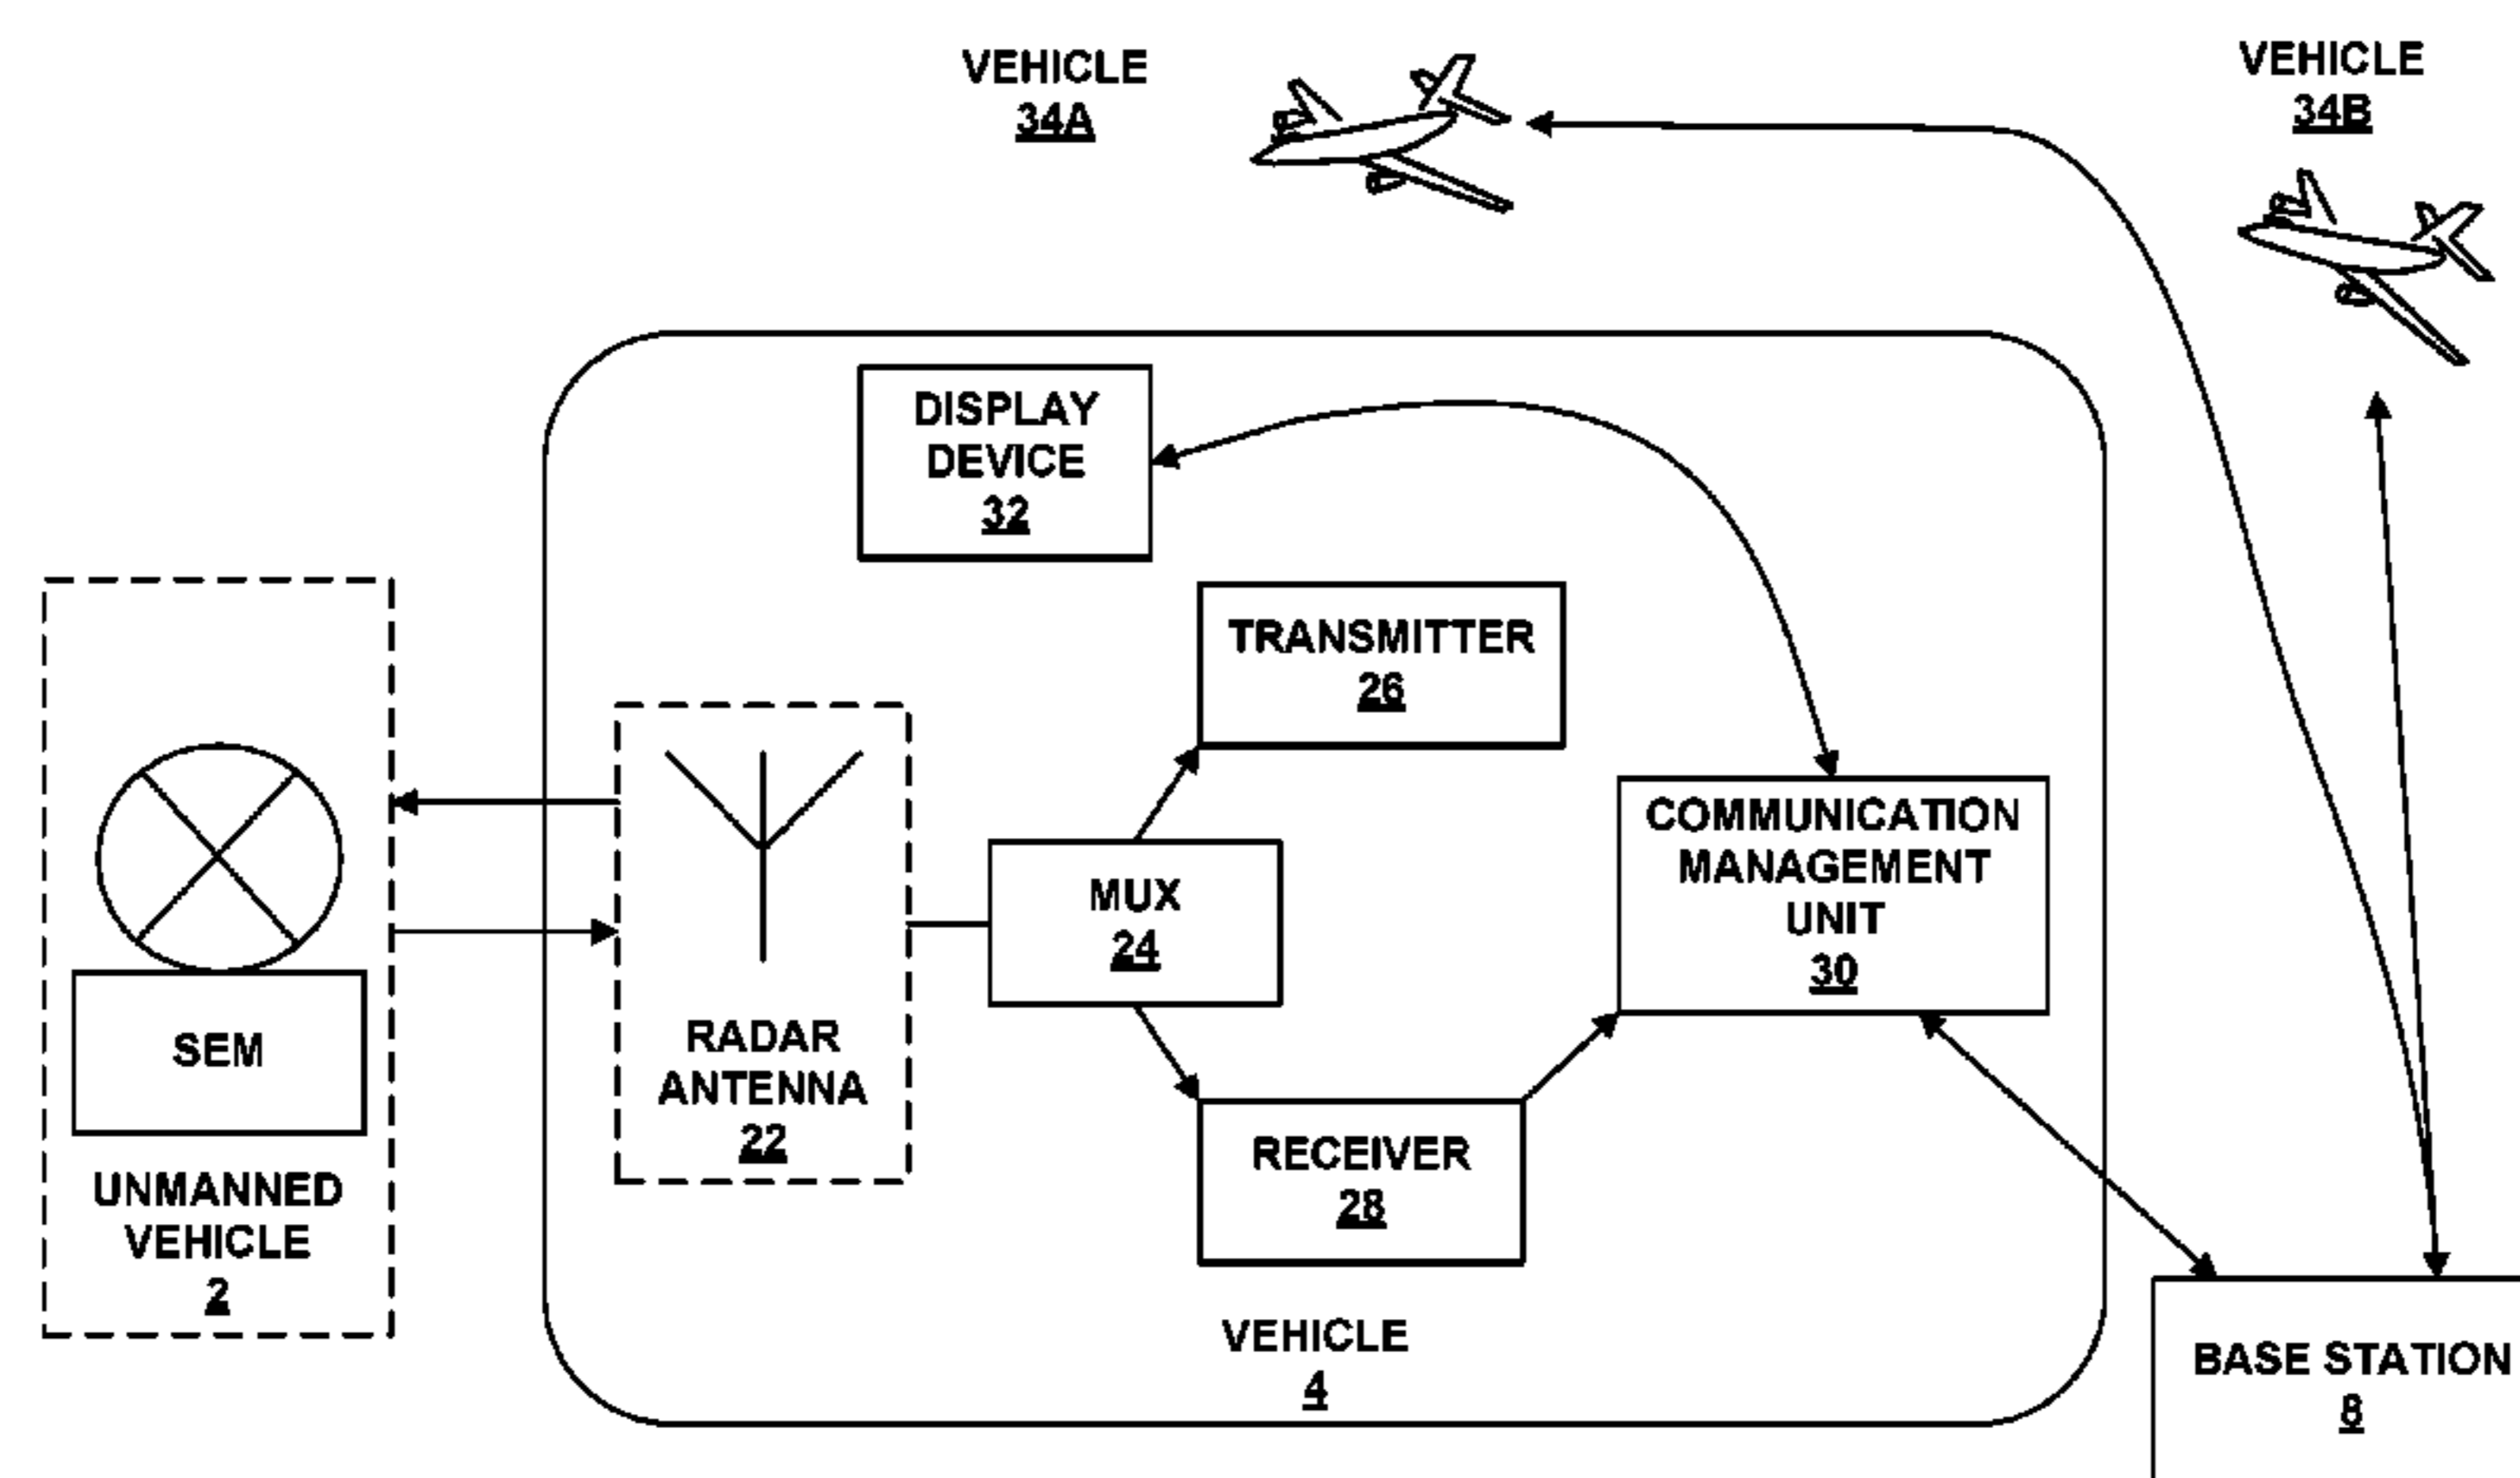 VEHICLE
34A
VEHICLE
34B
DISPLAY
DEVICE
32
TRANSMITTER
26
COMMUNICATION
MANAGEMENT
UNIT
30
MUX
24
RADAR
ANTENNA
22
SEM
UNMANNED
VEHICLE
2
RECEIVER
28
VEHICLE
4
BASE STATION
8